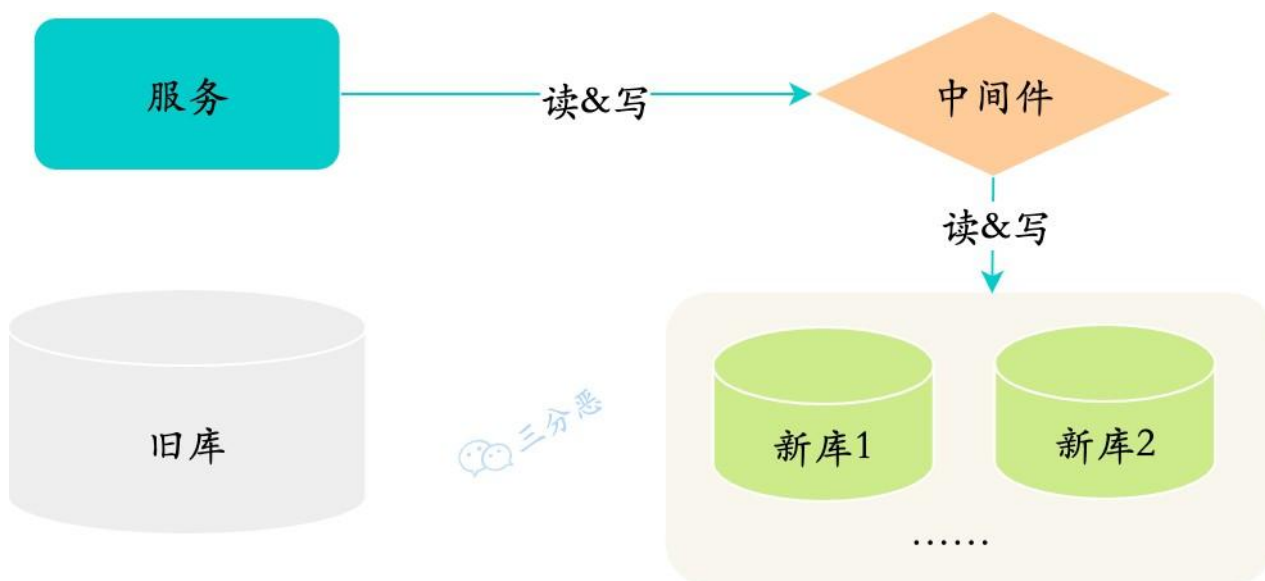 服务
读&写
中间件
读&写
旧库
三分恶
新库1
新库2
......